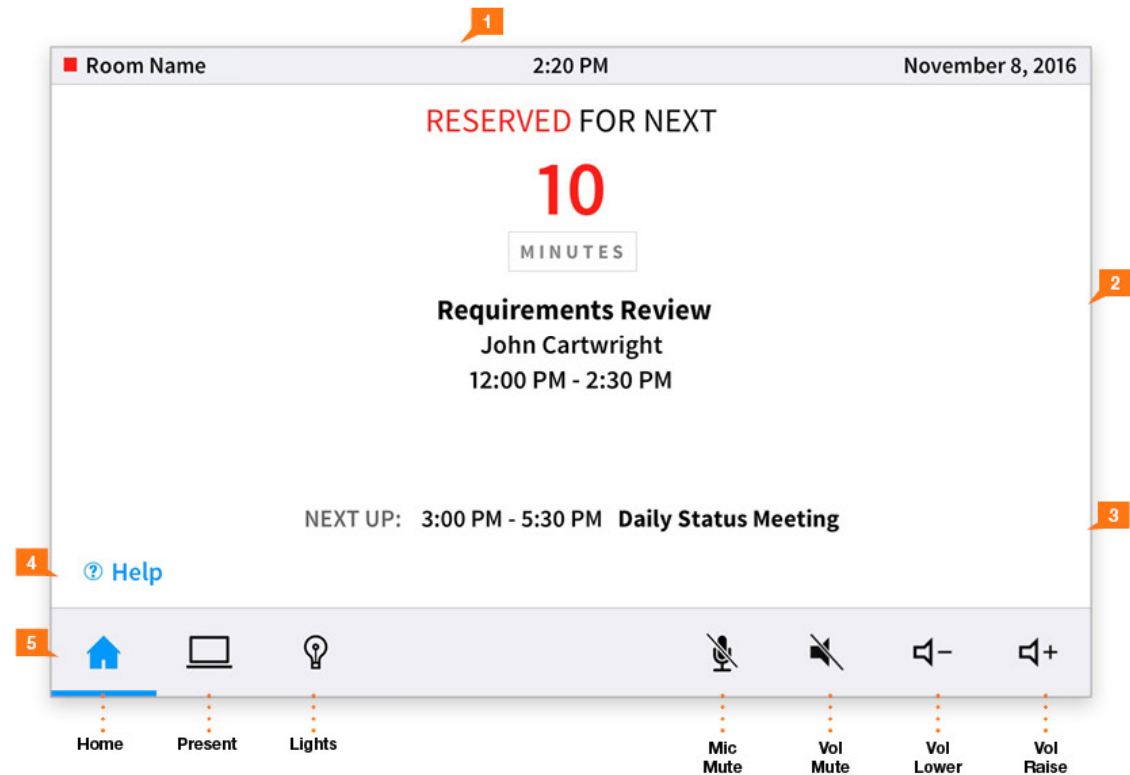 1
Room Name 2:20 PM November 8, 2016
RESERVED FOR NEXT
10
MINUTES
2
Requirements Review
John Cartwright
12:00 PM - 2:30 PM
NEXT UP: 3:00 PM - 5:30 PM Daily Status Meeting
3
4
? Help
5
Home Present Lights Mic Mute Vol Mute Vol Lower Vol Raise